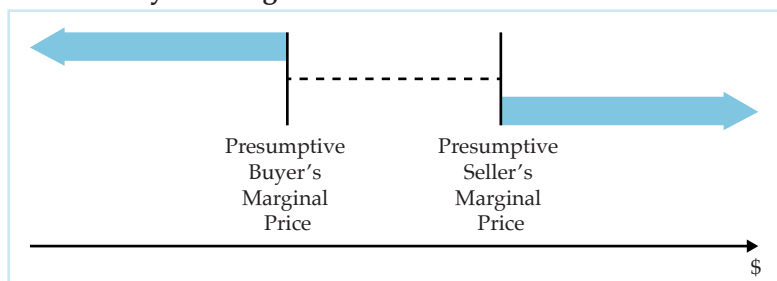 Presumptive
Buyer's
Marginal
Price
Presumptive
Seller's
Marginal
Price
$